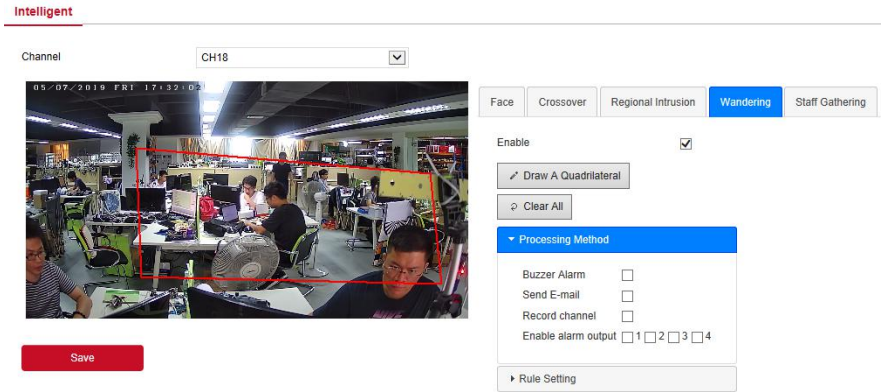 Intelligent
Channel CH18
05/07/2019 FRI 17:32:02
Face Crossover Regional Intrusion Wandering Staff Gathering
Enable
Draw A Quadrilateral
Clear All
Processing Method
Buzzer Alarm
Send E-mail
Record channel
Enable alarm output 1 2 3 4
Save
Rule Setting